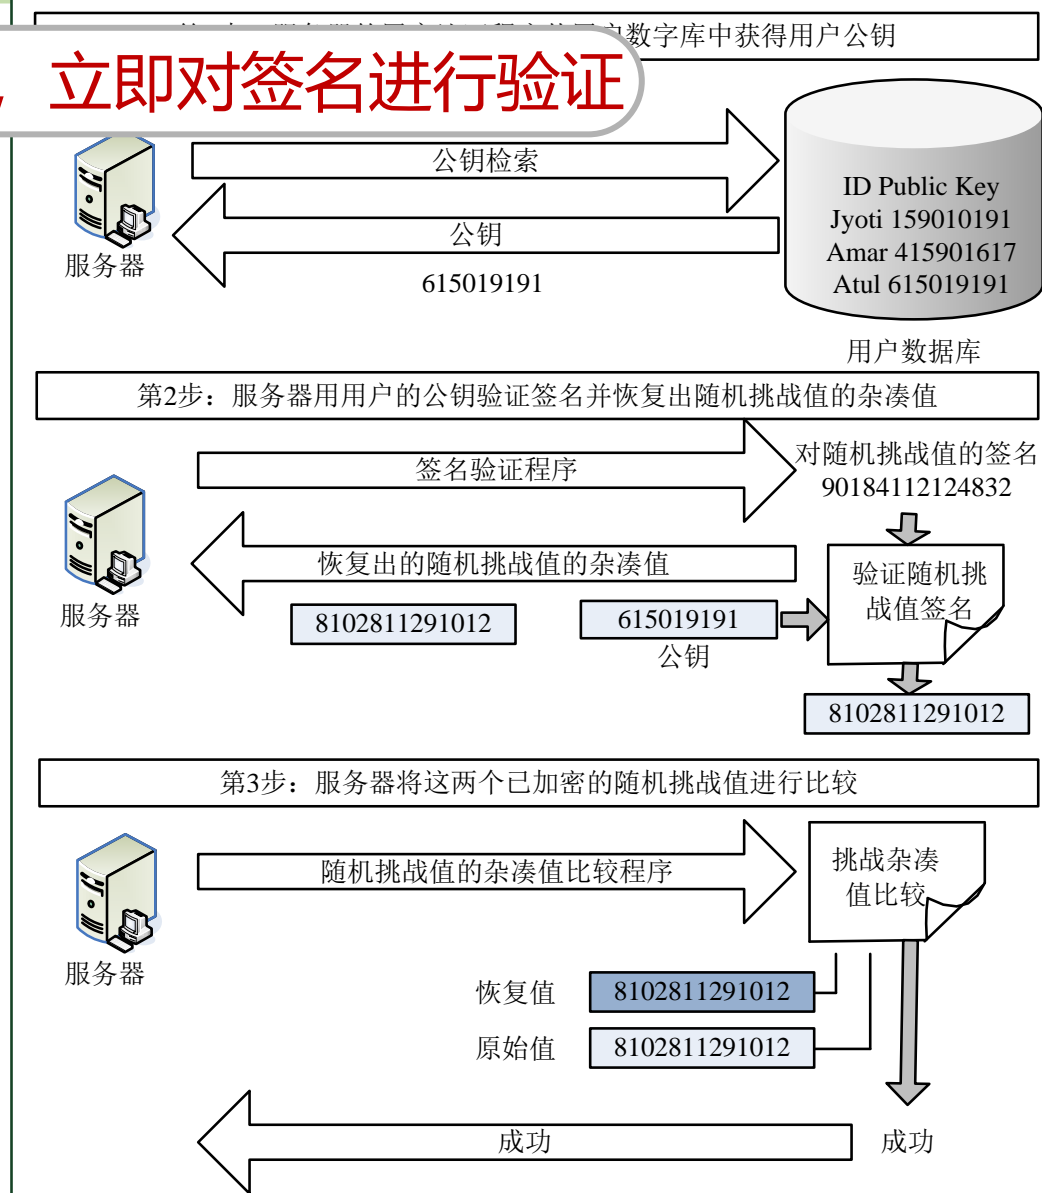 数字库中获得用户公钥
立即对签名进行验证
公钥检索
ID Public Key
Jyoti 159010191
Amar 415901617
Atul 615019191
公钥
服务器
615019191
用户数据库
第2步：服务器用用户的公钥验证签名并恢复出随机挑战值的杂凑值
签名验证程序
对随机挑战值的签名
90184112124832
恢复出的随机挑战值的杂凑值
验证随机挑
战值签名
服务器
8102811291012
615019191
公钥
8102811291012
第3步：服务器将这两个已加密的随机挑战值进行比较
随机挑战值的杂凑值比较程序
挑战杂凑
值比较
服务器
恢复值
8102811291012
原始值
8102811291012
成功
成功